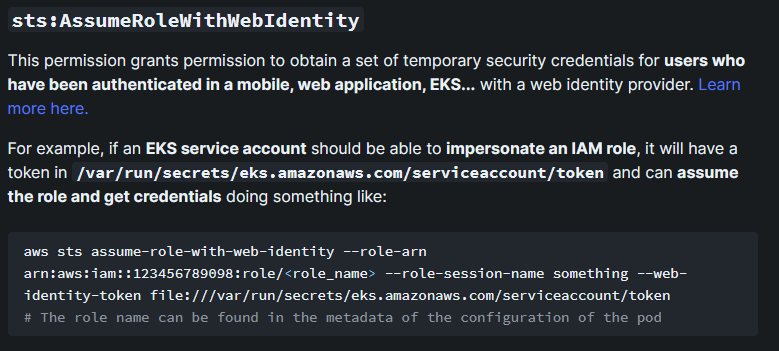 sts:AssumeRoleWithWebIdentity
This permission grants permission to obtain a set of temporary security credentials for users who
have been authenticated in a mobile, web application, EKS... with a web identity provider. Learn
more here.
For example, if an EKS service account should be able to impersonate an IAM role, it will have a
token in /var/run/secrets/eks.amazonaws.com/serviceaccount/token and can assume
the role and get credentials doing something like:
aws sts assume-role-with-web-identity --role-arn
arn:aws:iam::123456789098:role/<role_name> --role-session-name something --web-
identity-token file:///var/run/secrets/eks.amazonaws.com/serviceaccount/token
# The role name can be found in the metadata of the configuration of the pod